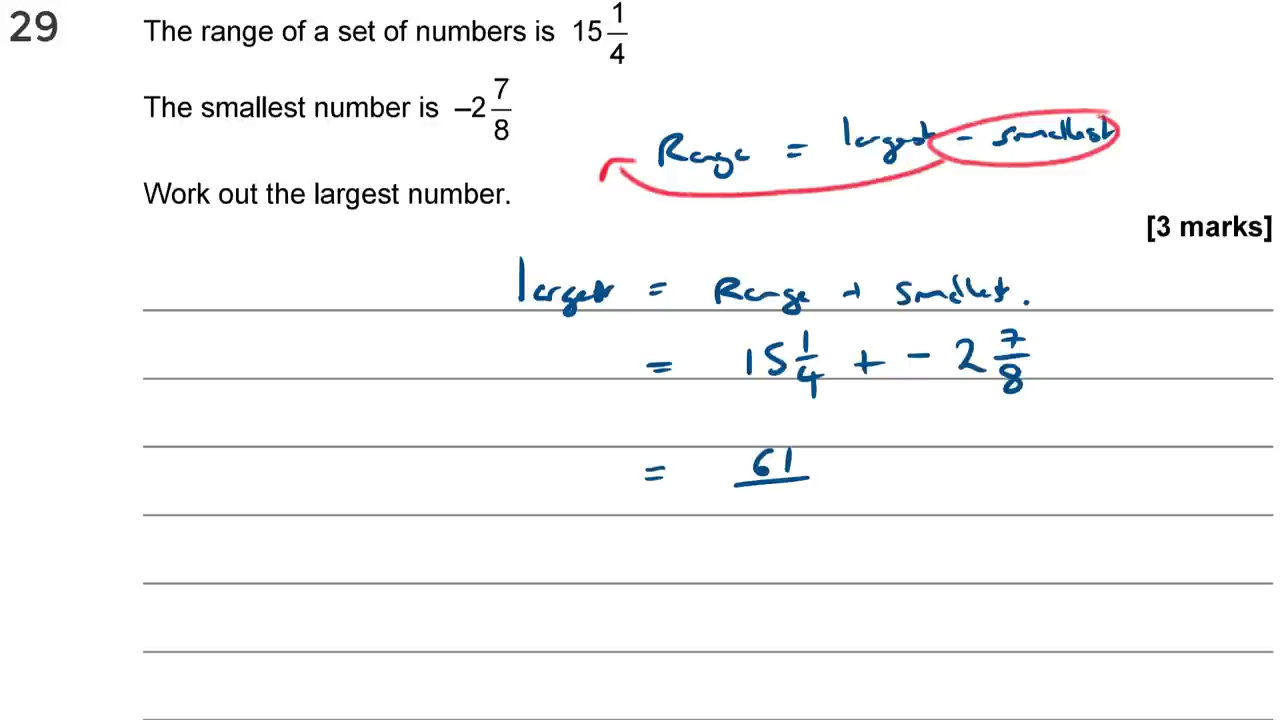 29 The range of a set of numbers is 15 1/4
The smallest number is –2 7/8
Range = largest - smallest
Work out the largest number.
[3 marks]
largest = Range + smallest.
= 15 1/4 + - 2 7/8
= 61